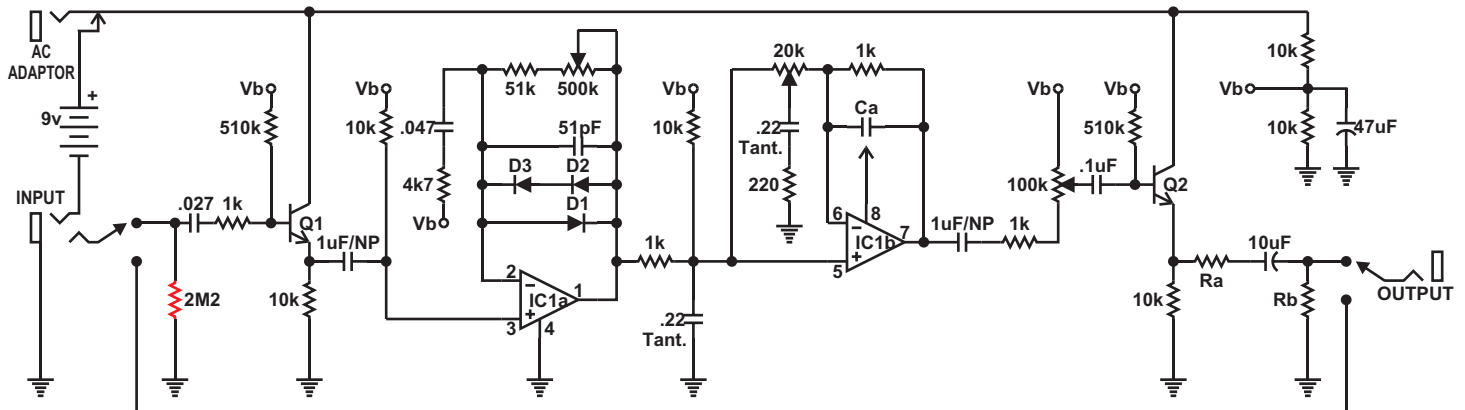 AC
ADAPTOR
+
9v
INPUT
Vb
510k
.027
1k
2M2
Q1
10k
1uF/NP
Vb
10k
.047
4k7
Vb
51k
500k
51pF
D3
D2
D1
2
−
1
IC1a
3
+
4
1k
Vb
10k
.22
Tant.
20k
1k
.22
Tant.
220
Ca
6
−
8
7
IC1b
5
+
1uF/NP
1k
Vb
100k
.1uF
Vb
510k
Q2
10k
Ra
10uF
Rb
OUTPUT
10k
Vb
10k
47uF